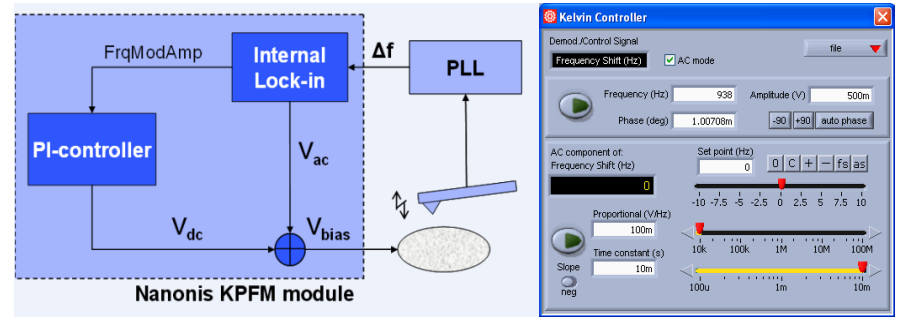 FrqModAmp
Internal
Lock-in
Δf
PLL
PI-controller
Vac
Vdc
Vbias
Nanonis KPFM module
Kelvin Controller
Demod./Control Signal
Frequency Shift (Hz)
AC mode
file
Frequency (Hz)
938
Amplitude (V)
500m
Phase (deg)
1.00708m
-90
+90
auto phase
AC component of:
Frequency Shift (Hz)
0
Set point (Hz)
0
0 C + − fs as
-10 -7.5 -5 -2.5 0 2.5 5 7.5 10
Proportional (V/Hz)
100m
10k 100k 1M 10M 100M
Time constant (s)
10m
100u 1m 10m
Slope
neg